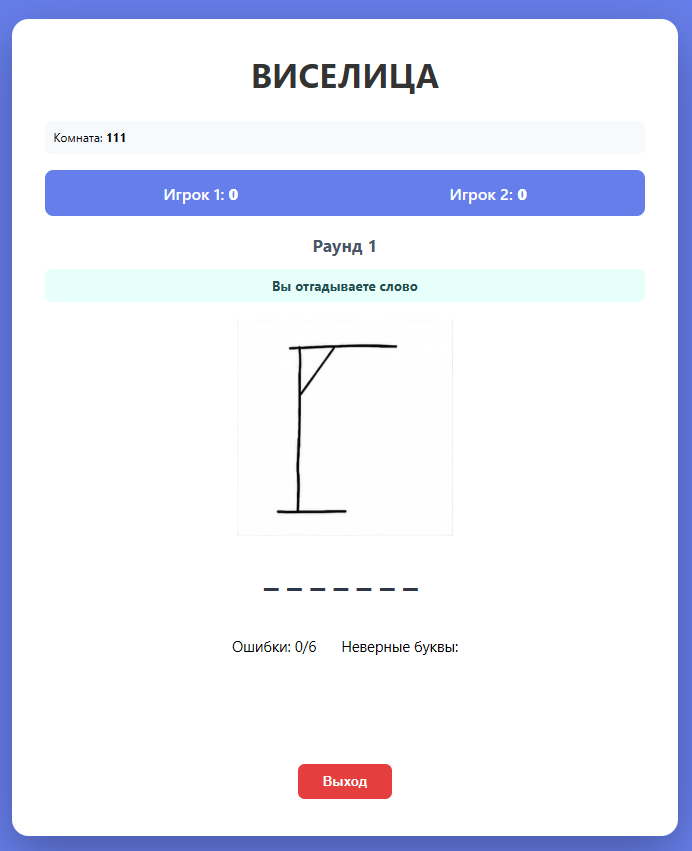 ВИСЕЛИЦА
Комната: 111
Игрок 1: 0 Игрок 2: 0
Раунд 1
Вы отгадываете слово
_ _ _ _ _ _ _
Ошибки: 0/6 Неверные буквы:
Выход